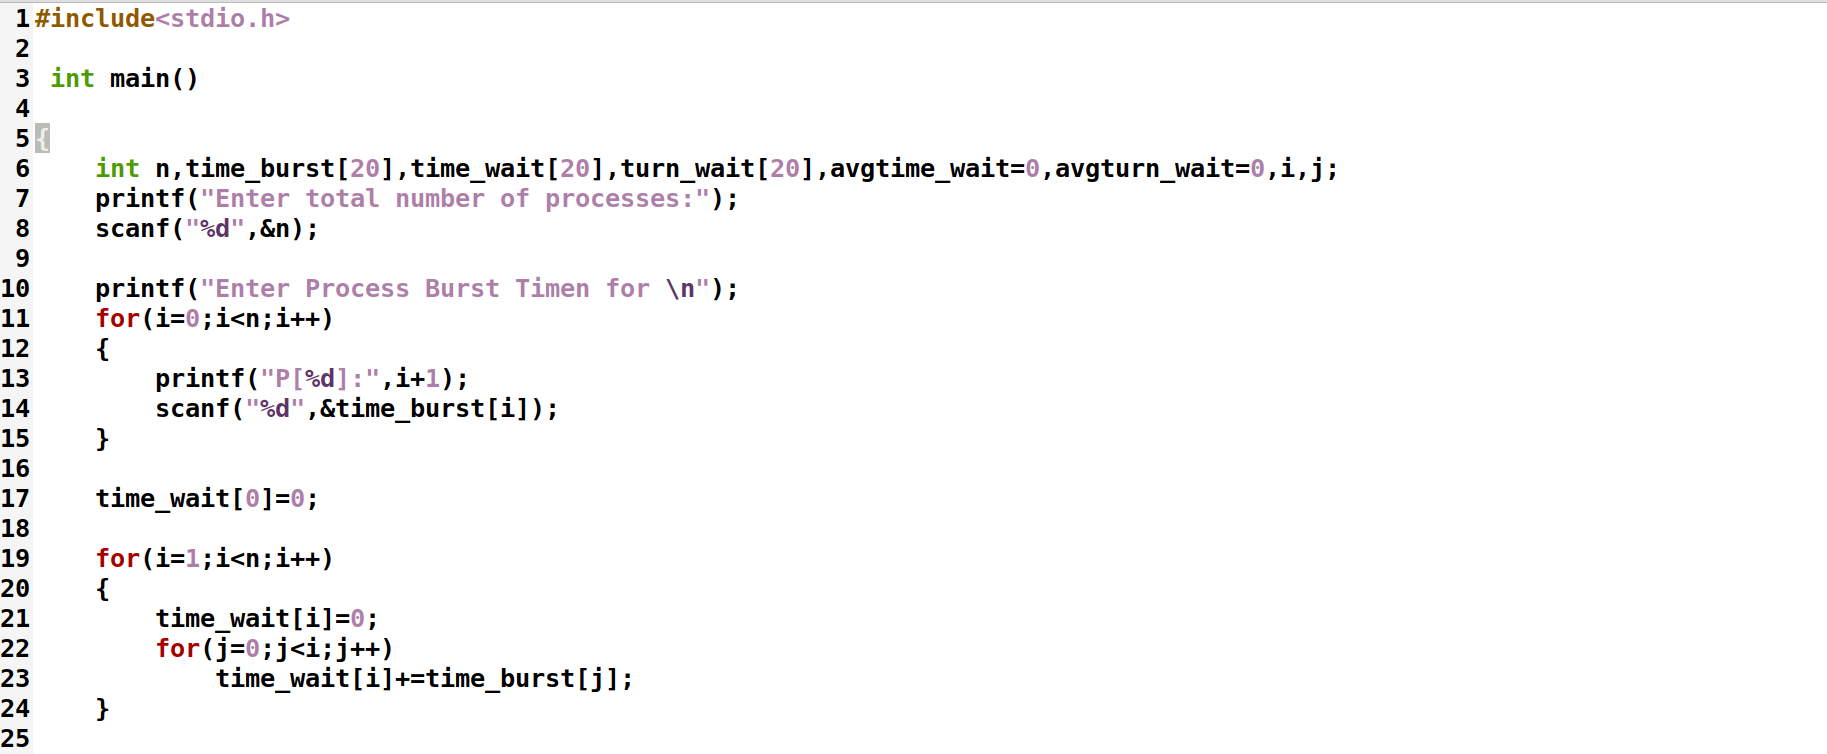 1 #include<stdio.h>
2
3  int main()
4
5 {
6     int n,time_burst[20],time_wait[20],turn_wait[20],avgtime_wait=0,avgturn_wait=0,i,j;
7     printf("Enter total number of processes:");
8     scanf("%d",&n);
9
10     printf("Enter Process Burst Timen for \n");
11     for(i=0;i<n;i++)
12     {
13         printf("P[%d]:",i+1);
14         scanf("%d",&time_burst[i]);
15     }
16
17     time_wait[0]=0;
18
19     for(i=1;i<n;i++)
20     {
21         time_wait[i]=0;
22         for(j=0;j<i;j++)
23             time_wait[i]+=time_burst[j];
24     }
25